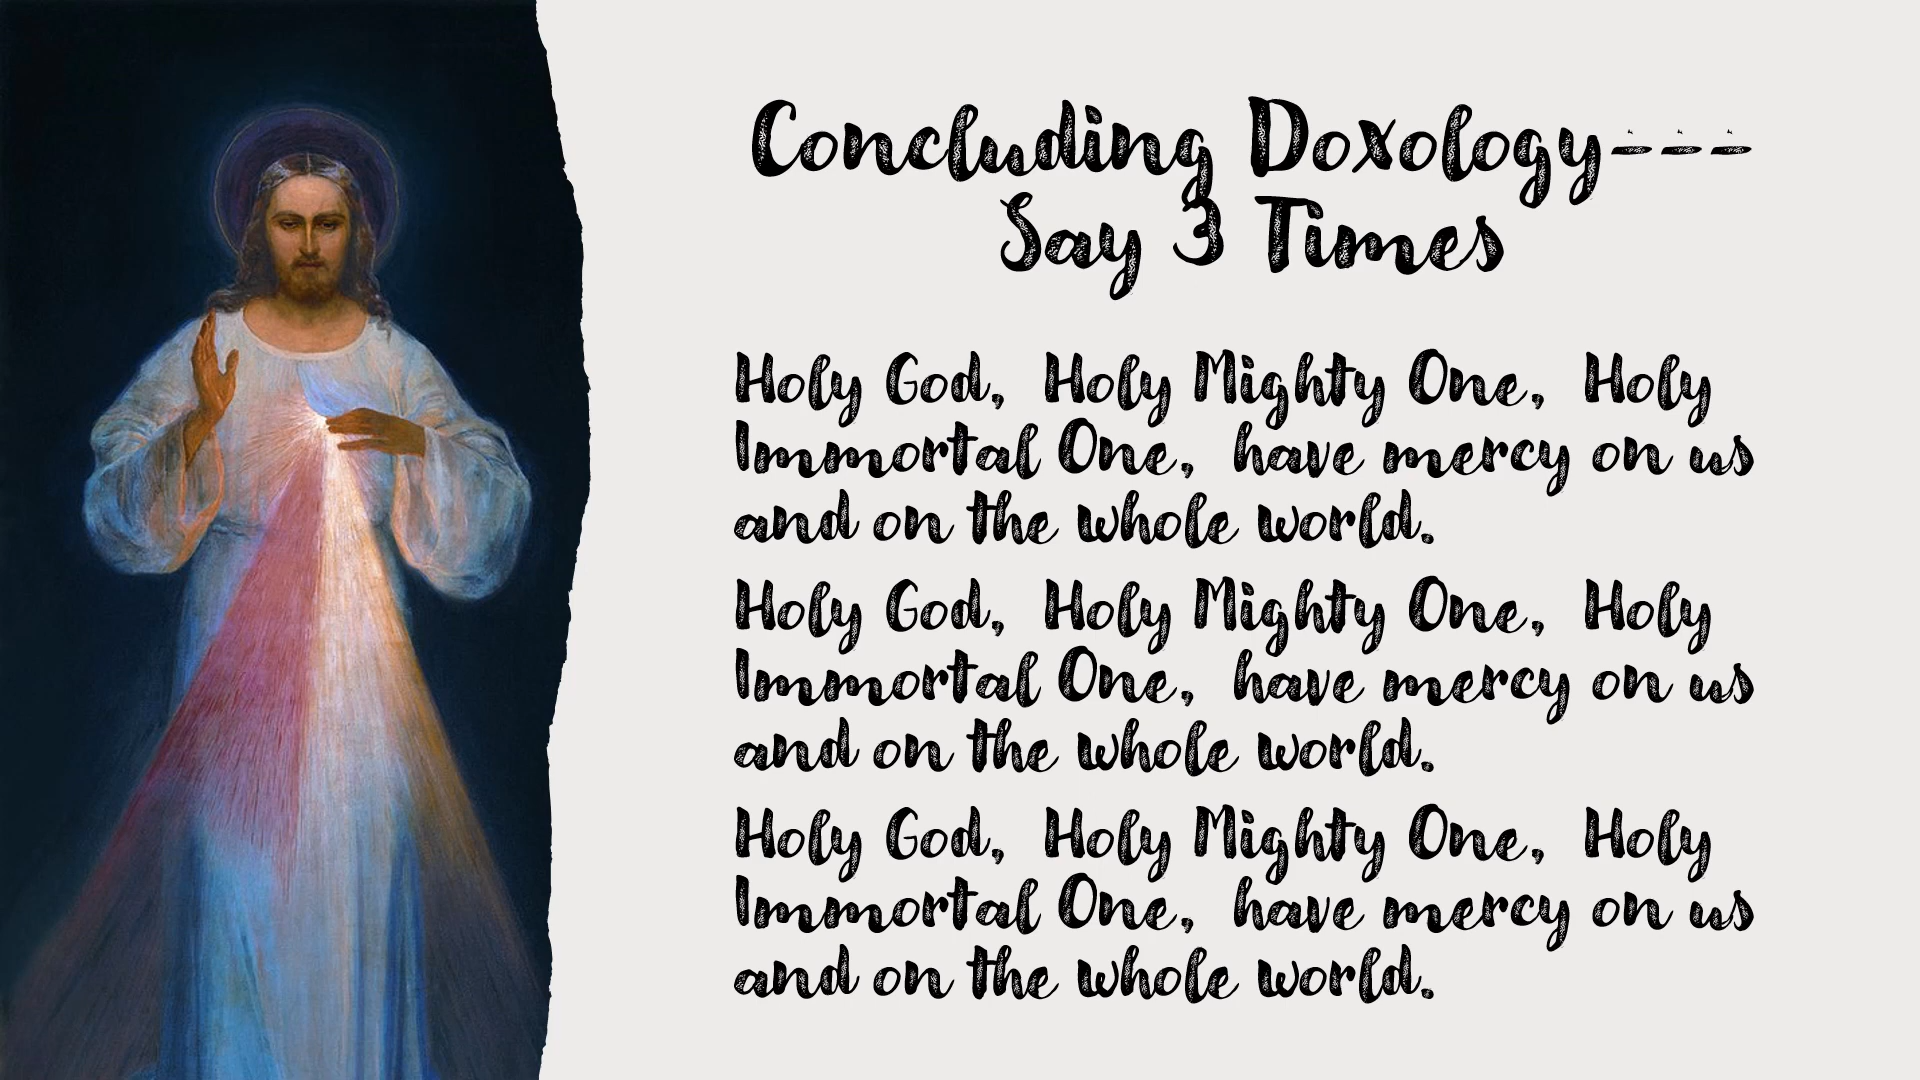 Concluding Doxology---
Say 3 Times
Holy God, Holy Mighty One, Holy
Immortal One, have mercy on us
and on the whole world.
Holy God, Holy Mighty One, Holy
Immortal One, have mercy on us
and on the whole world.
Holy God, Holy Mighty One, Holy
Immortal One, have mercy on us
and on the whole world.